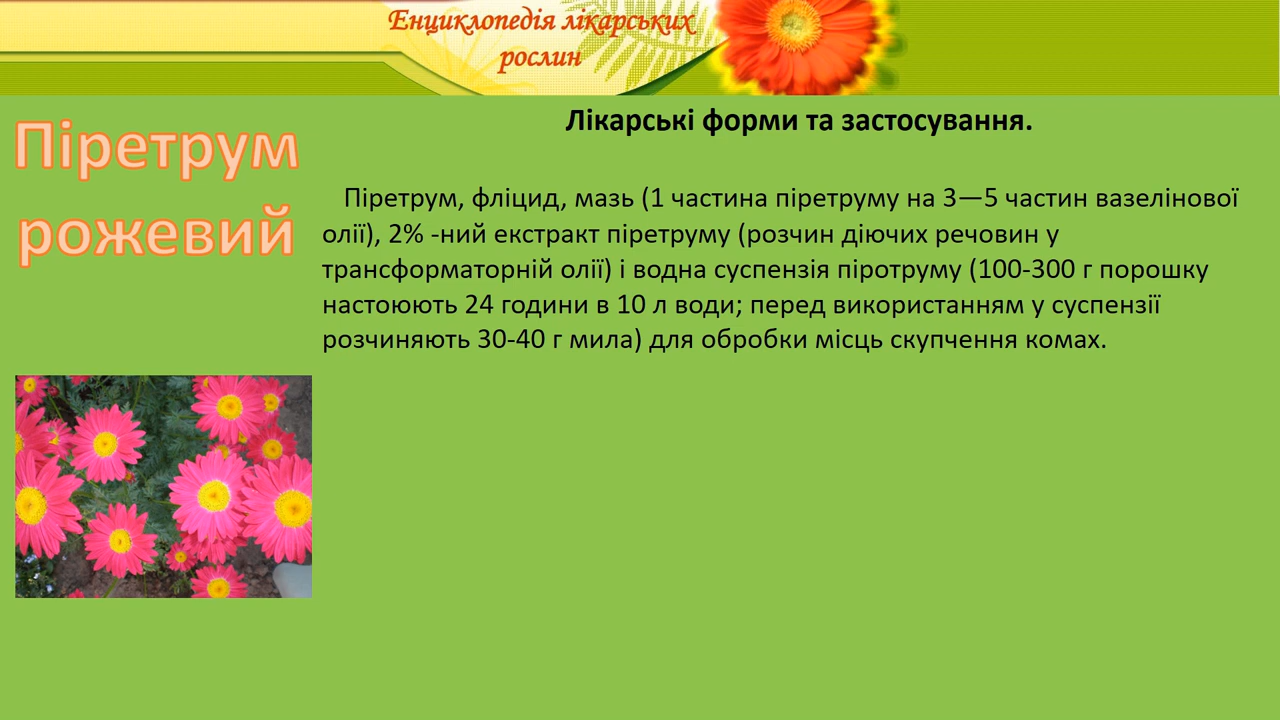 Енциклопедія лікарських
рослин
Піретрум
рожевий
Лікарські форми та застосування.
Піретрум, фліцид, мазь (1 частина піретруму на 3—5 частин вазелінової
олії), 2% -ний екстракт піретруму (розчин діючих речовин у
трансформаторній олії) і водна суспензія піротруму (100-300 г порошку
настоюють 24 години в 10 л води; перед використанням у суспензії
розчиняють 30-40 г мила) для обробки місць скупчення комах.